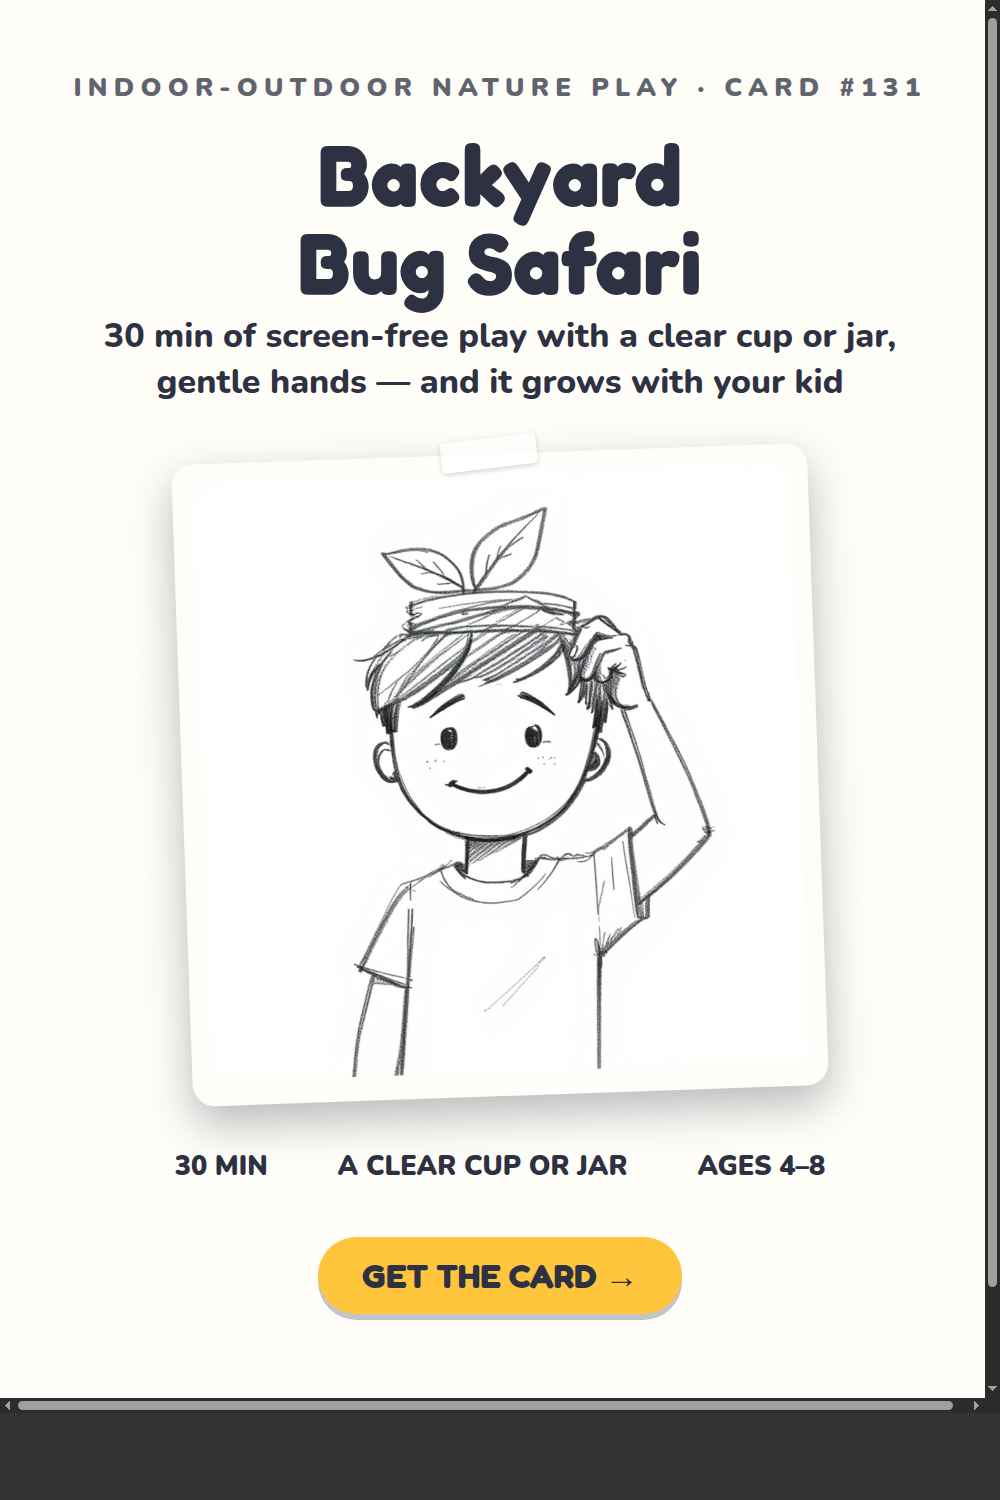 INDOOR-OUTDOOR NATURE PLAY · CARD #131
Backyard
Bug Safari
30 min of screen-free play with a clear cup or jar,
gentle hands — and it grows with your kid
30 MIN A CLEAR CUP OR JAR AGES 4–8
GET THE CARD →